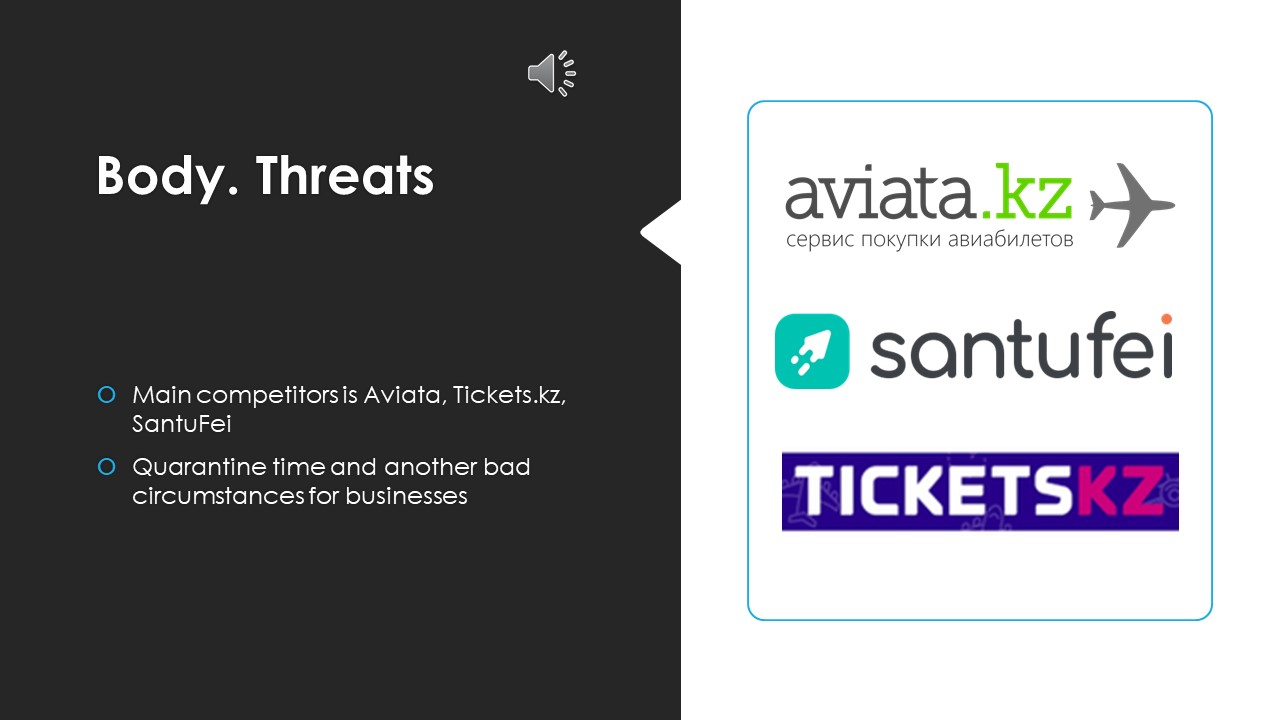 Body. Threats
Main competitors is Aviata, Tickets.kz,
SantuFei
Quarantine time and another bad
circumstances for businesses
aviata.kz
сервис покупки авиабилетов
santufei
TICKETSKZ